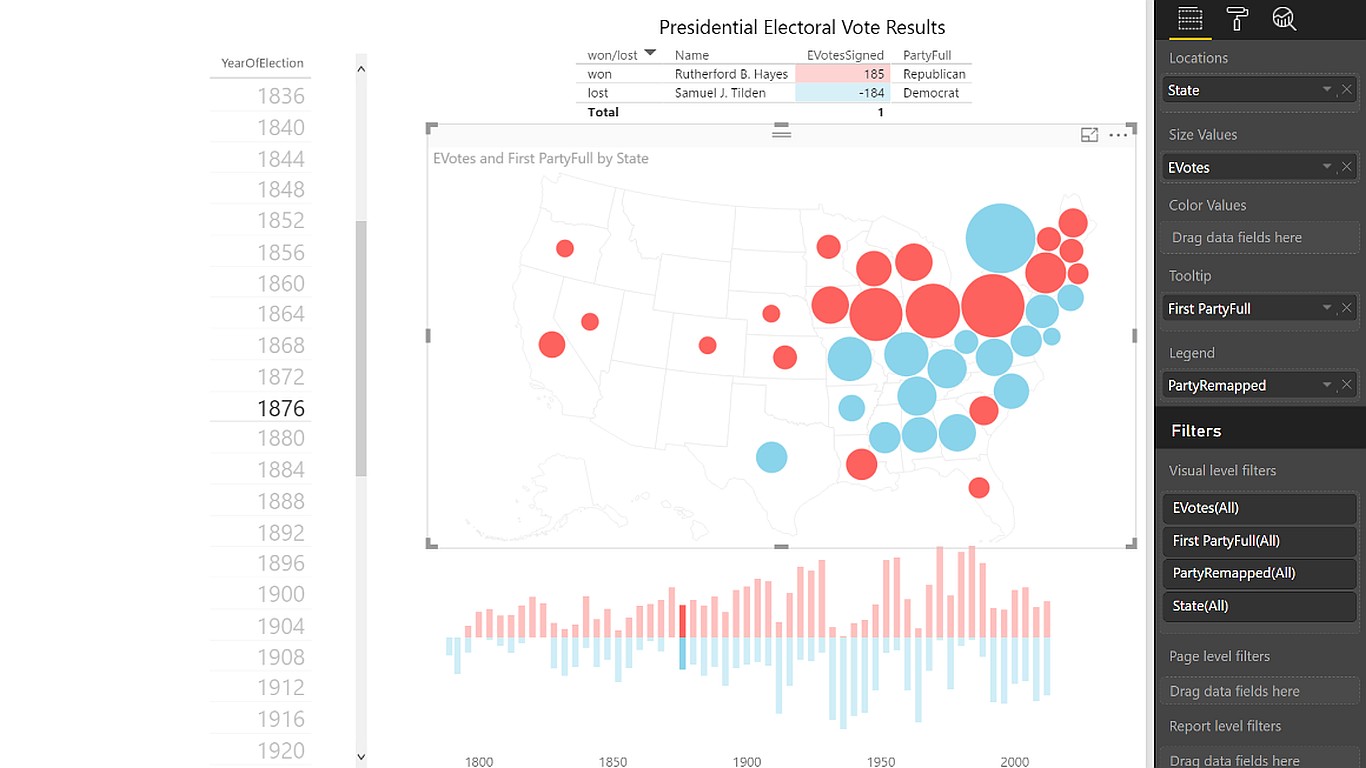 Presidential Electoral Vote Results
YearOfElection
1836
1840
1844
1848
1852
1856
1860
1864
1868
1872
1876
1880
1884
1888
1892
1896
1900
1904
1908
1912
1916
1920
won/lost Name EVotesSigned PartyFull
won Rutherford B. Hayes 185 Republican
lost Samuel J. Tilden -184 Democrat
Total 1
EVotes and First PartyFull by State
1800 1850 1900 1950 2000
Locations
State
Size Values
EVotes
Color Values
Drag data fields here
Tooltip
First PartyFull
Legend
PartyRemapped
Filters
Visual level filters
EVotes(All)
First PartyFull(All)
PartyRemapped(All)
State(All)
Page level filters
Drag data fields here
Report level filters
Drag data fields here